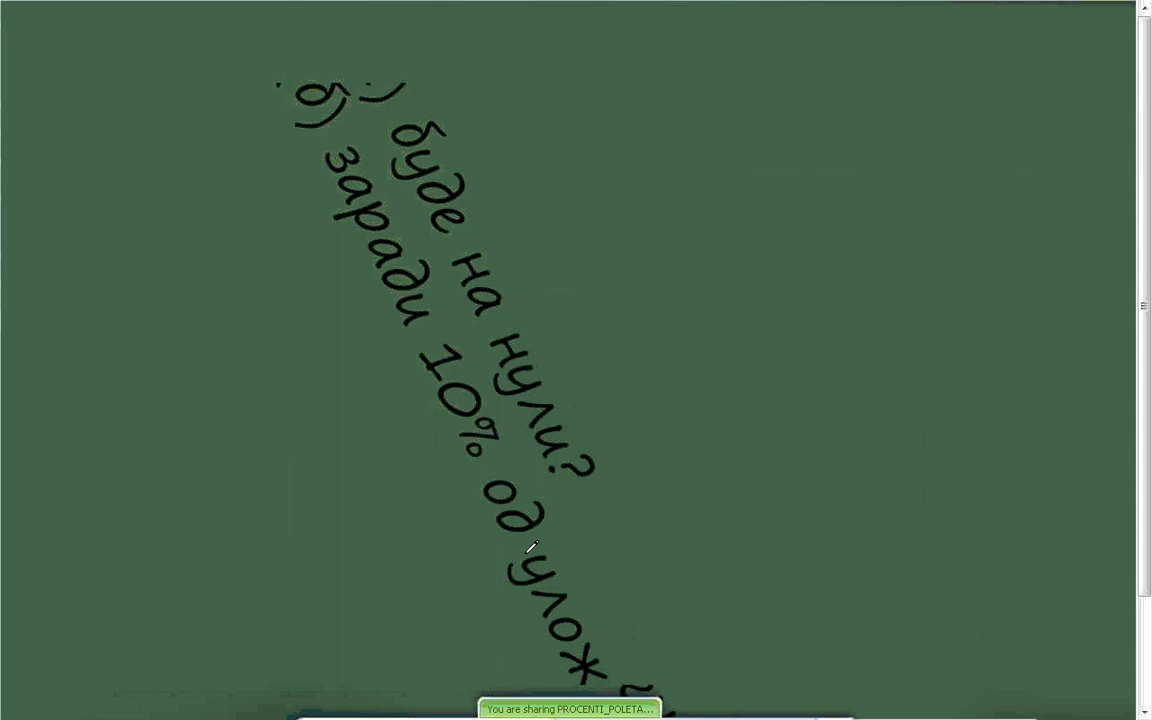 ) буде на нули?
б) заради 10% од улож
You are sharing PROCENTI_POLETA...